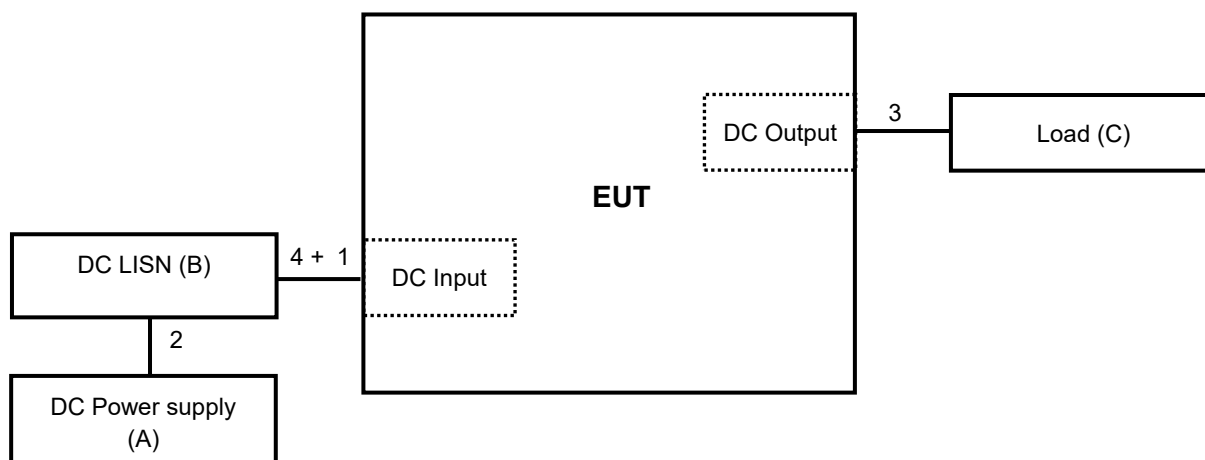 DC Output
3
Load (C)
EUT
DC LISN (B)
4 + 1
DC Input
2
DC Power supply
(A)